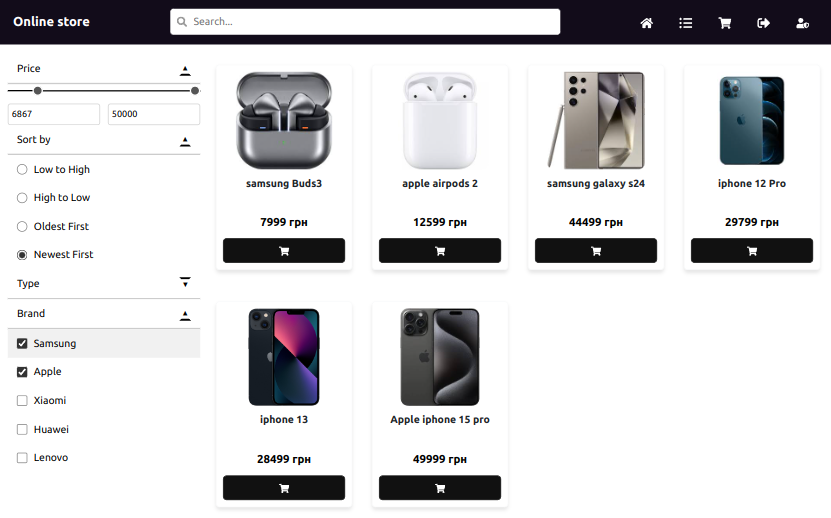 Online store
Search...
Price
6867
50000
Sort by
Low to High
High to Low
Oldest First
Newest First
Type
Brand
Samsung
Apple
Xiaomi
Huawei
Lenovo
samsung Buds3
7999 грн
apple airpods 2
12599 грн
samsung galaxy s24
44499 грн
iphone 12 Pro
29799 грн
iphone 13
28499 грн
Apple iphone 15 pro
49999 грн